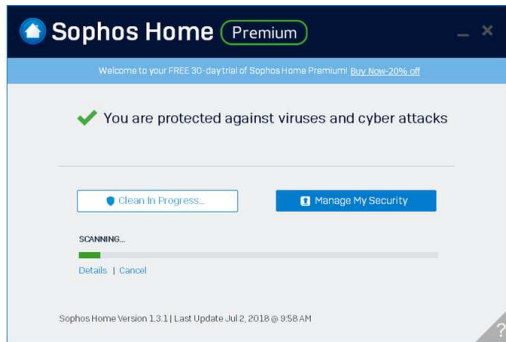 Sophos Home Premium
Welcome to your FREE 30-day trial of Sophos Home Premium! Buy Now-20% off
You are protected against viruses and cyber attacks
Clean In Progress...
Manage My Security
SCANNING...
Details | Cancel
Sophos Home Version 1.3.1 | Last Update Jul 2, 2018 @ 9:58 AM
?